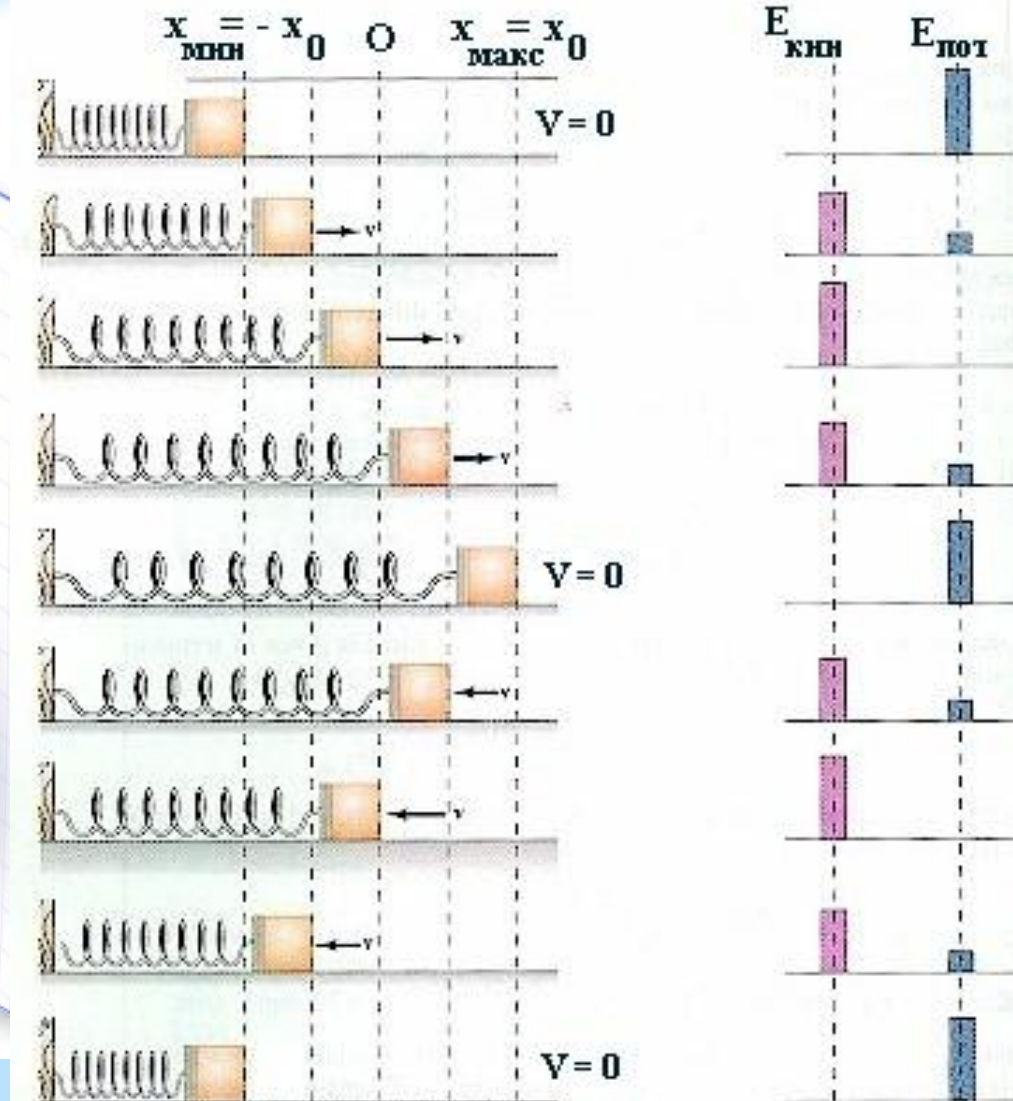 x мин = - x 0 O x макс = x 0 E кин E пот
V = 0
v
v
v
V = 0
v
v
v
V = 0